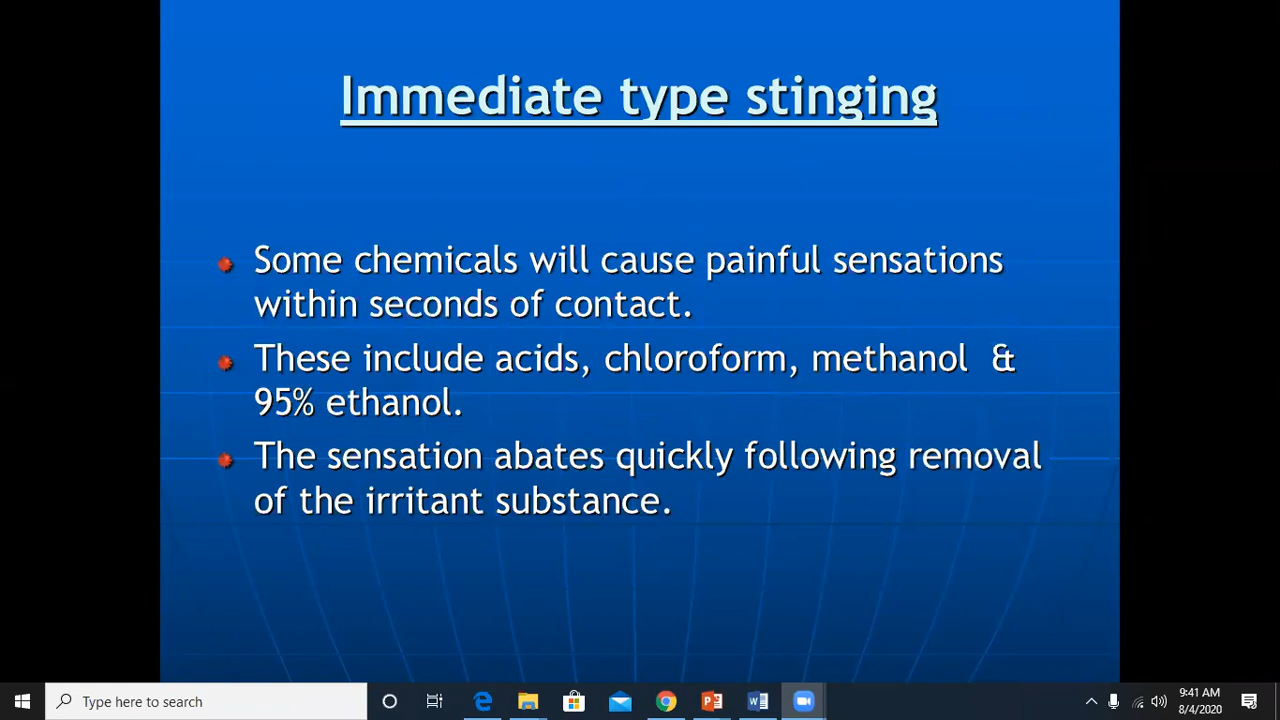 Immediate type stinging
Some chemicals will cause painful sensations
within seconds of contact.
These include acids, chloroform, methanol &
95% ethanol.
The sensation abates quickly following removal
of the irritant substance.
Type here to search
9:41 AM
8/4/2020